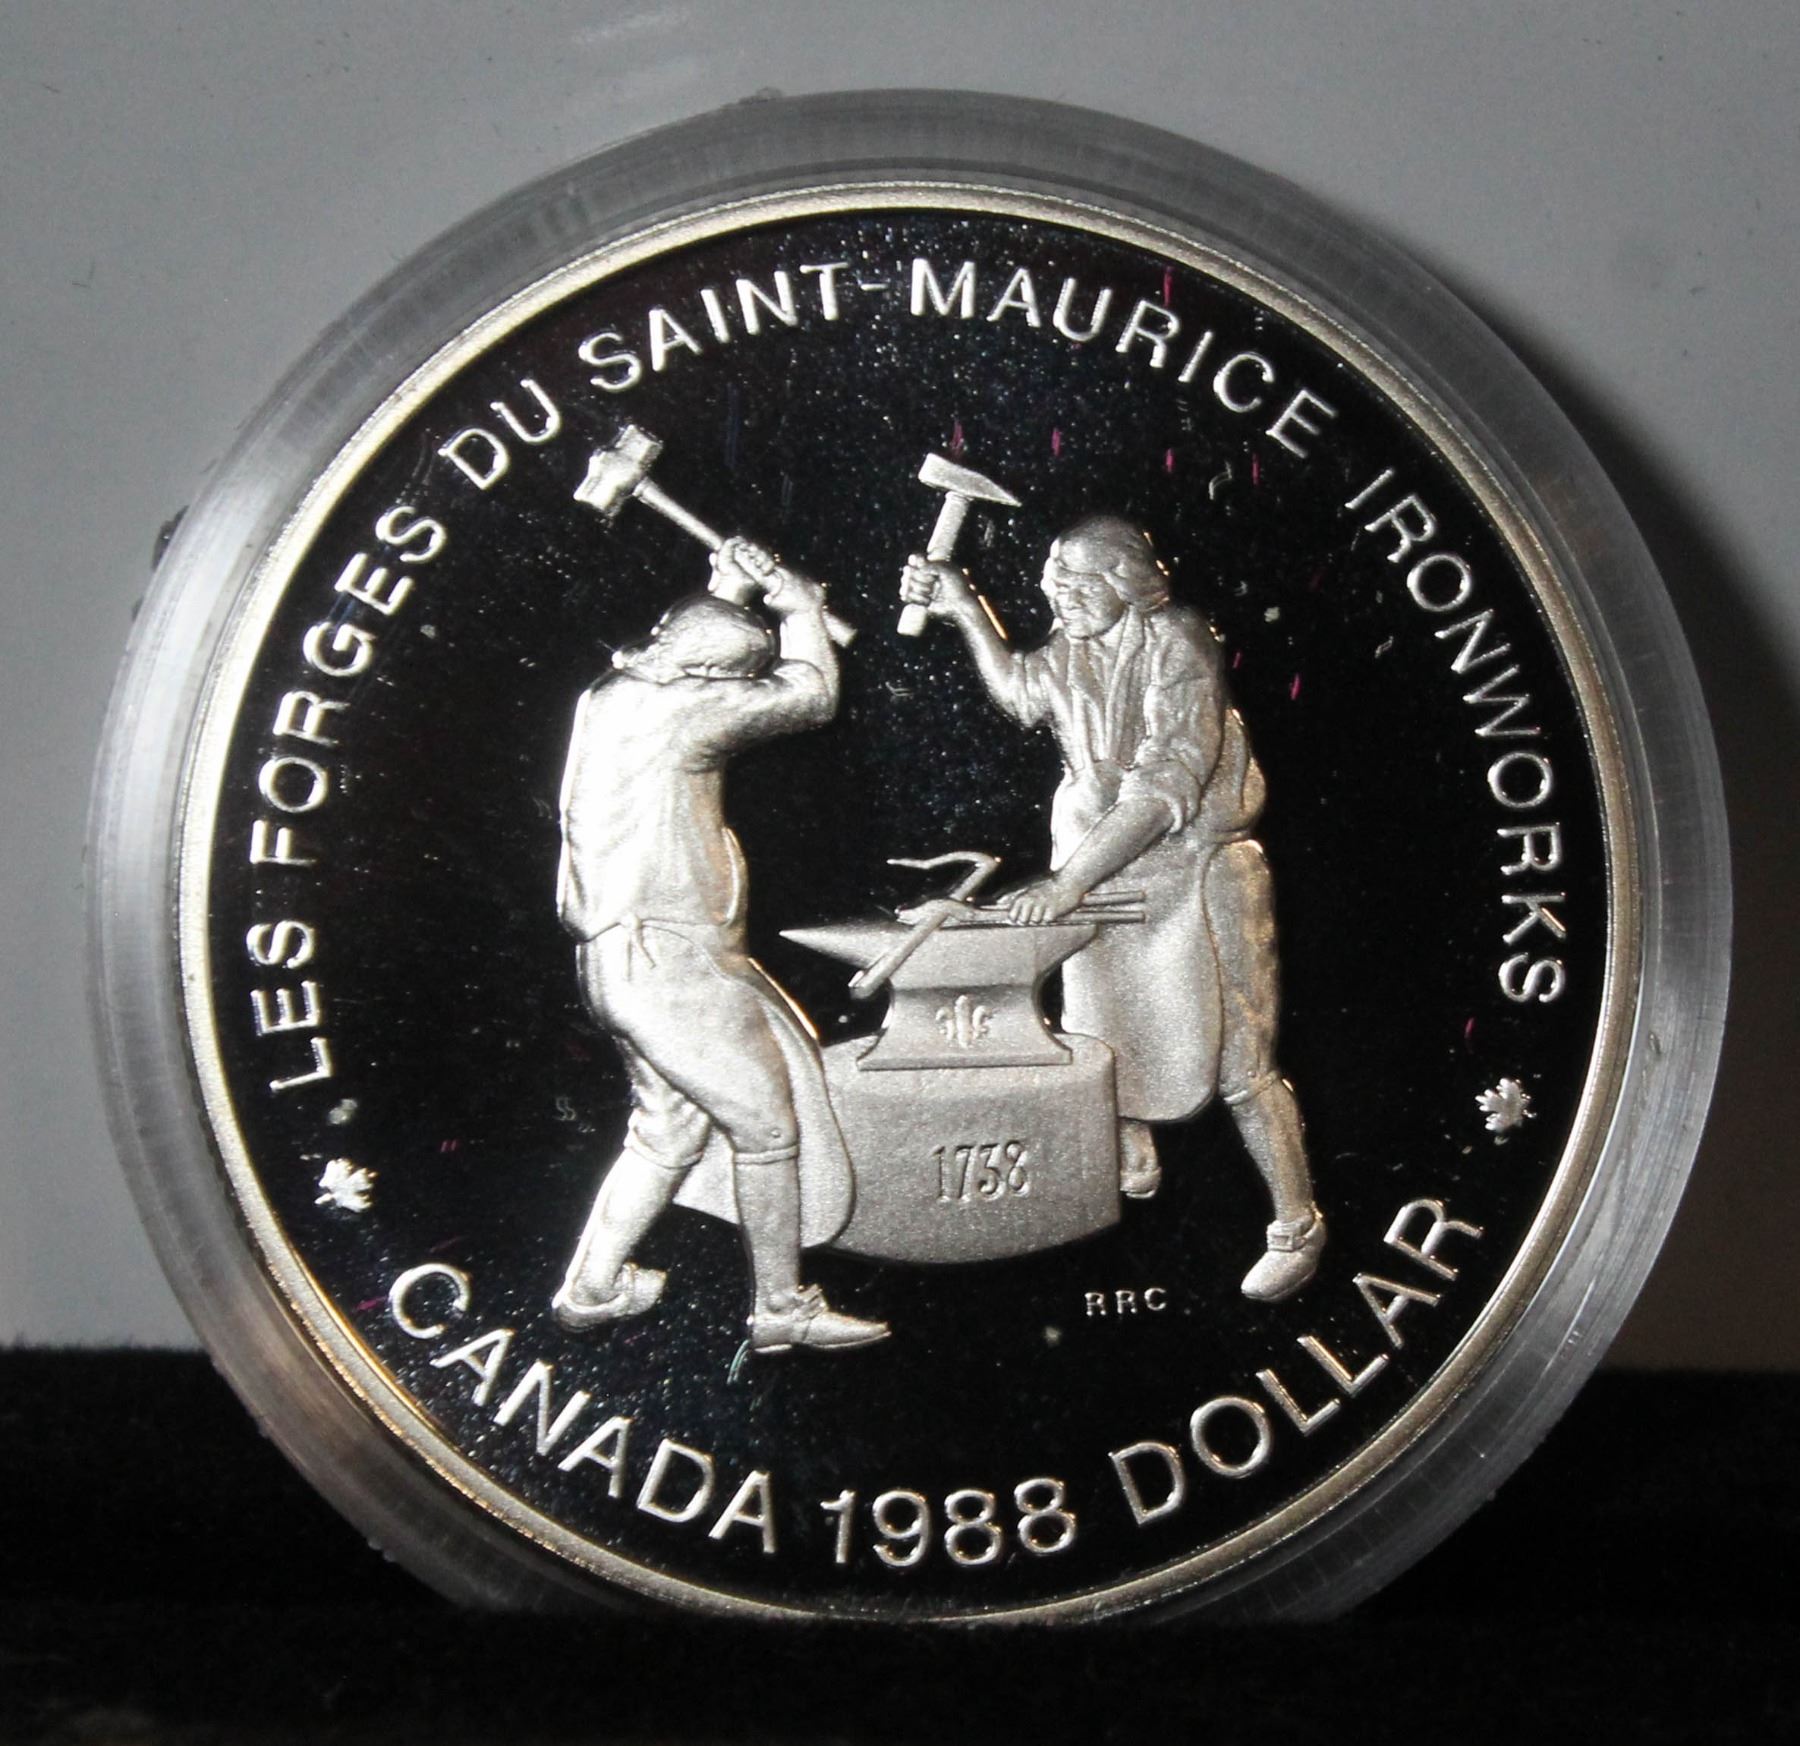 LES FORGES DU SAINT-MAURICE IRONWORKS
1738
RRC
CANADA 1988 DOLLAR